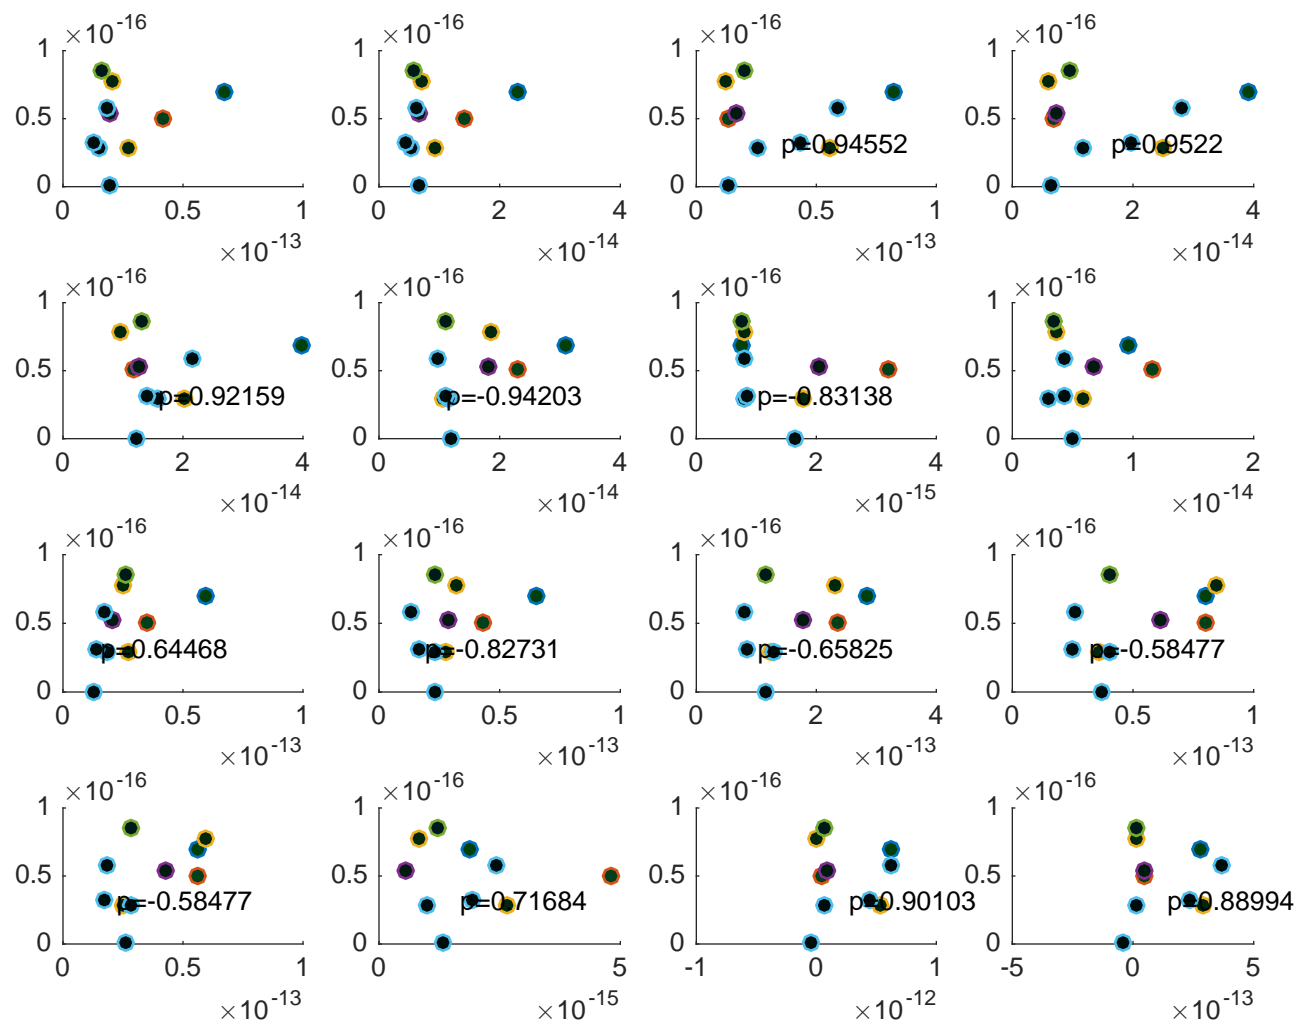 ×10-16
1
0.5
0
0 0.5 1
×10-13
×10-16
0 2 4
×10-14
×10-16
1
0.5
0
p=0.94552
0 0.5 1
×10-13
×10-16
1
0.5
0
p=0.9522
0 2 4
×10-14
×10-16
1
0.5
0
p=0.92159
0 2 4
×10-14
×10-16
1
0.5
0
p=-0.94203
0 2 4
×10-14
×10-16
1
0.5
0
p=-0.83138
0 2 4
×10-15
×10-16
1
0.5
0
0 1 2
×10-14
×10-16
1
0.5
0
p=0.64468
0 0.5 1
×10-13
×10-16
1
0.5
0
p=-0.82731
0 0.5 1
×10-13
×10-16
1
0.5
0
p=-0.65825
0 2 4
×10-13
×10-16
1
0.5
0
p=-0.58477
0 0.5 1
×10-13
×10-16
1
0.5
0
p=-0.58477
0 0.5 1
×10-13
×10-16
1
0.5
0
p=0.71684
0 5
×10-15
×10-16
1
0.5
0
p=0.90103
-1 0 1
×10-12
×10-16
1
0.5
0
p=0.88994
-5 0 5
×10-13